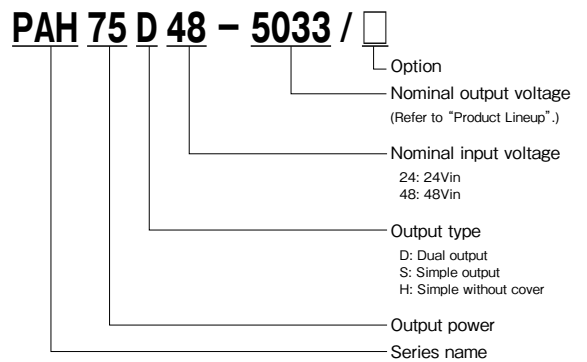 PAH 75 D 48 – 5033 / □
Option
Nominal output voltage
(Refer to “Product Lineup”.)
Nominal input voltage
24: 24Vin
48: 48Vin
Output type
D: Dual output
S: Simple output
H: Simple without cover
Output power
Series name